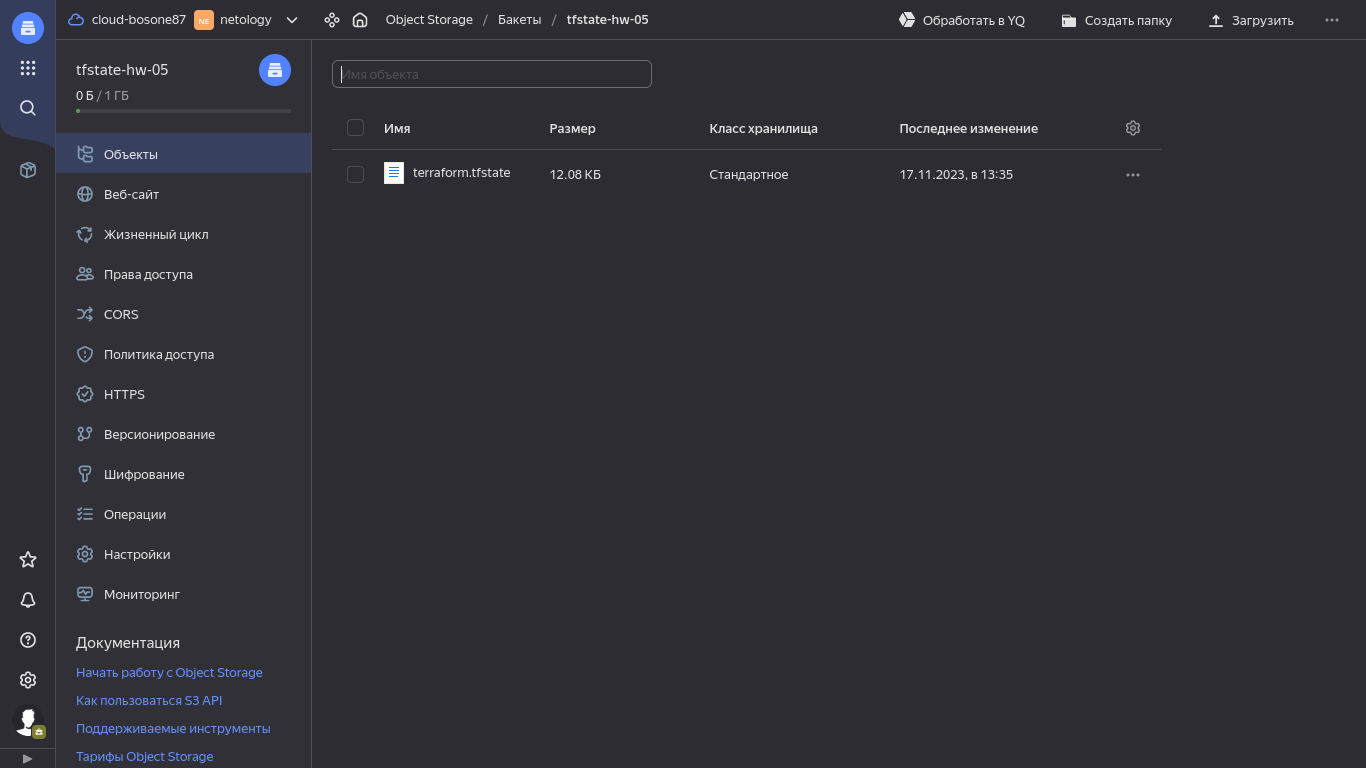 cloud-bosone87 NE netology Object Storage / Бакеты / tfstate-hw-05 Обработать в YQ Создать папку Загрузить
tfstate-hw-05
0 Б / 1 ГБ
Объекты
Веб-сайт
Жизненный цикл
Права доступа
CORS
Политика доступа
HTTPS
Версионирование
Шифрование
Операции
Настройки
Мониторинг
Документация
Начать работу с Object Storage
Как пользоваться S3 API
Поддерживаемые инструменты
Тарифы Object Storage
Имя объекта
Имя Размер Класс хранилища Последнее изменение
terraform.tfstate 12.08 КБ Стандартное 17.11.2023, в 13:35